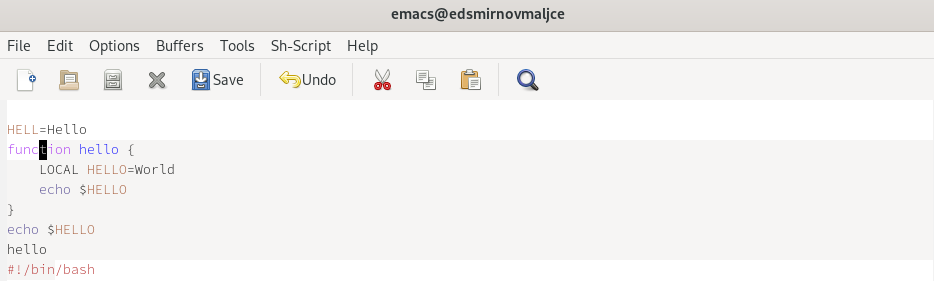 emacs@edsmirnovmaljce
File Edit Options Buffers Tools Sh-Script Help
Save Undo
HELL=Hello
function hello {
    LOCAL HELLO=World
    echo $HELLO
}
echo $HELLO
hello
#!/bin/bash